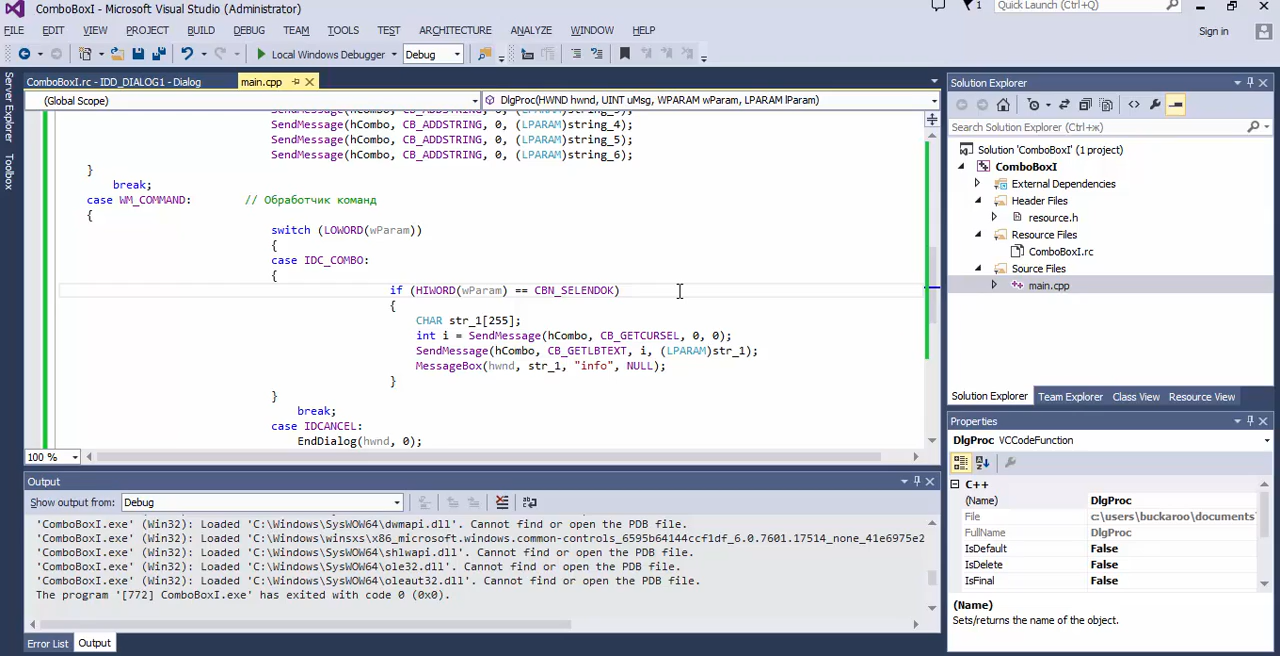 ComboBoxI - Microsoft Visual Studio (Administrator)
1
Quick Launch (Ctrl+Q)
FILE EDIT VIEW PROJECT BUILD DEBUG TEAM TOOLS TEST ARCHITECTURE ANALYZE WINDOW HELP
Sign in
Local Windows Debugger
Debug
Server Explorer
Toolbox
ComboBoxI.rc - IDD_DIALOG1 - Dialog
main.cpp
(Global Scope)
DlgProc(HWND hwnd, UINT uMsg, WPARAM wParam, LPARAM lParam)
SendMessage(hCombo, CB_ADDSTRING, 0, (LPARAM)string_4);
SendMessage(hCombo, CB_ADDSTRING, 0, (LPARAM)string_5);
SendMessage(hCombo, CB_ADDSTRING, 0, (LPARAM)string_6);
}
break;
case WM_COMMAND: // Обработчик команд
{
switch (LOWORD(wParam))
{
case IDC_COMBO:
{
if (HIWORD(wParam) == CBN_SELENDOK)
{
CHAR str_1[255];
int i = SendMessage(hCombo, CB_GETCURSEL, 0, 0);
SendMessage(hCombo, CB_GETLBTEXT, i, (LPARAM)str_1);
MessageBox(hwnd, str_1, "info", NULL);
}
}
break;
case IDCANCEL:
EndDialog(hwnd, 0);
100 %
Output
Show output from: Debug
'ComboBoxI.exe' (Win32): Loaded 'C:\Windows\SysWOW64\dwmapi.dll'. Cannot find or open the PDB file.
'ComboBoxI.exe' (Win32): Loaded 'C:\Windows\winsxs\x86_microsoft.windows.common-controls_6595b64144ccf1df_6.0.7601.17514_none_41e6975e2
'ComboBoxI.exe' (Win32): Loaded 'C:\Windows\SysWOW64\shlwapi.dll'. Cannot find or open the PDB file.
'ComboBoxI.exe' (Win32): Loaded 'C:\Windows\SysWOW64\ole32.dll'. Cannot find or open the PDB file.
'ComboBoxI.exe' (Win32): Loaded 'C:\Windows\SysWOW64\oleaut32.dll'. Cannot find or open the PDB file.
The program '[772] ComboBoxI.exe' has exited with code 0 (0x0).
Error List Output
Solution Explorer
Search Solution Explorer (Ctrl+ж)
Solution 'ComboBoxI' (1 project)
ComboBoxI
External Dependencies
Header Files
resource.h
Resource Files
ComboBoxI.rc
Source Files
main.cpp
Solution Explorer Team Explorer Class View Resource View
Properties
DlgProc VCCodeFunction
C++
(Name) DlgProc
File c:\users\buckaroo\documents\
FullName DlgProc
IsDefault False
IsDelete False
IsFinal False
(Name)
Sets/returns the name of the object.